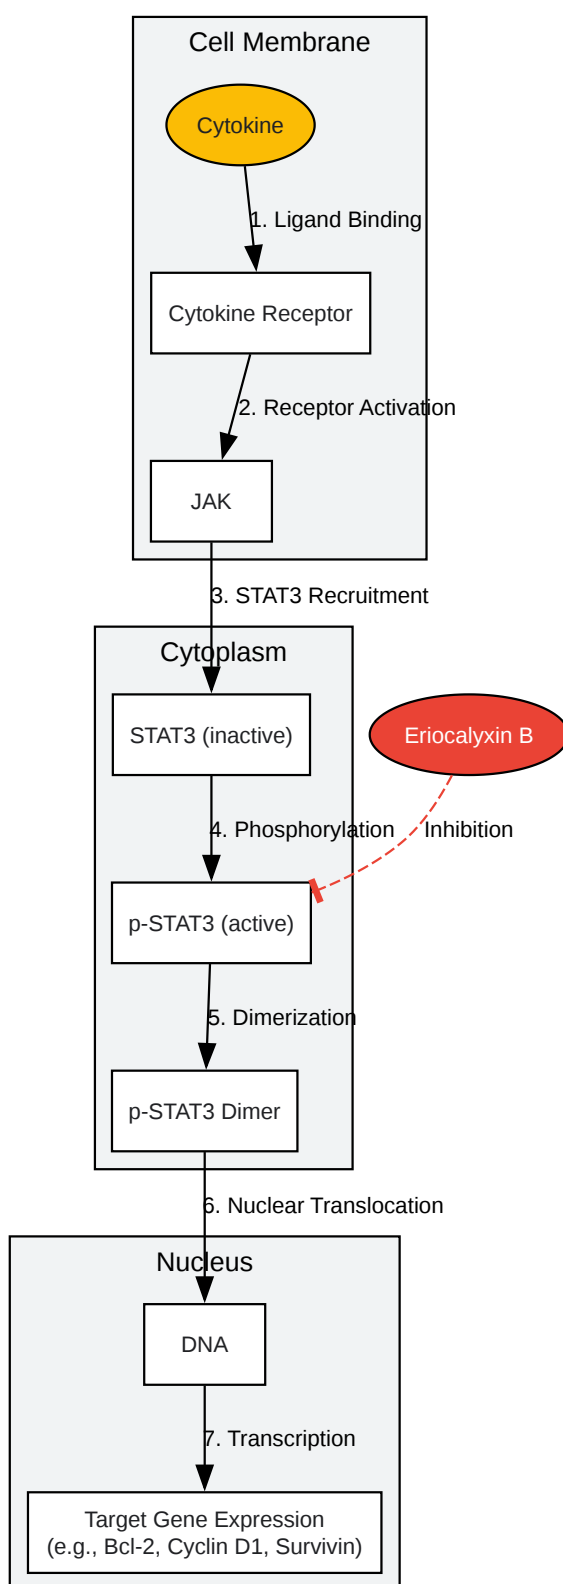 Cell Membrane
Cytokine
1. Ligand Binding
Cytokine Receptor
2. Receptor Activation
JAK
3. STAT3 Recruitment
Cytoplasm
STAT3 (inactive)
Eriocalyxin B
4. Phosphorylation
Inhibition
p-STAT3 (active)
5. Dimerization
p-STAT3 Dimer
6. Nuclear Translocation
Nucleus
DNA
7. Transcription
Target Gene Expression
(e.g., Bcl-2, Cyclin D1, Survivin)